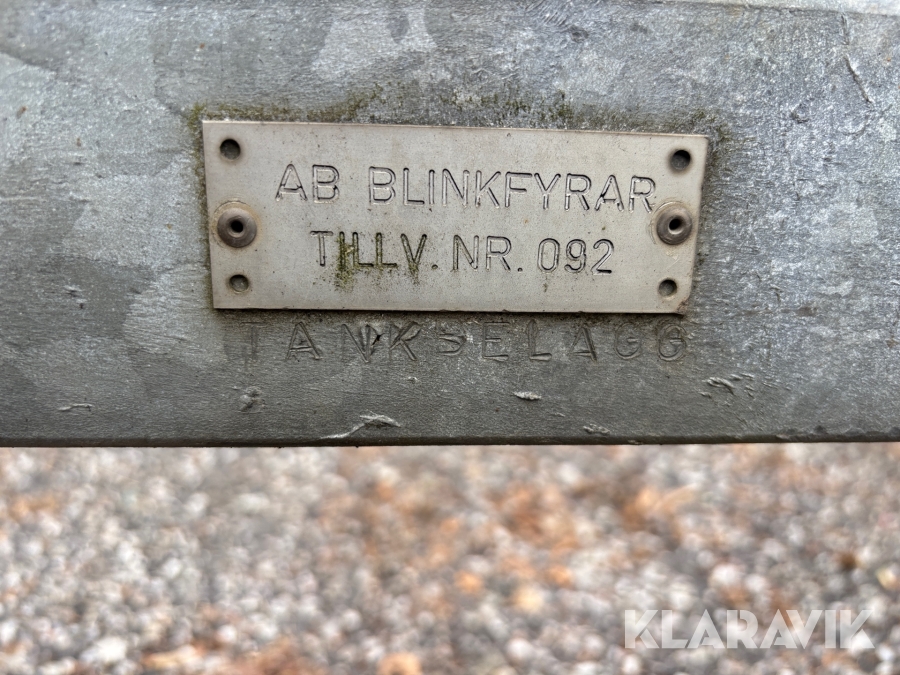 AB BLINKFYRAR
TILLV. NR. 092
TANKSELAGG
KLARAVIK